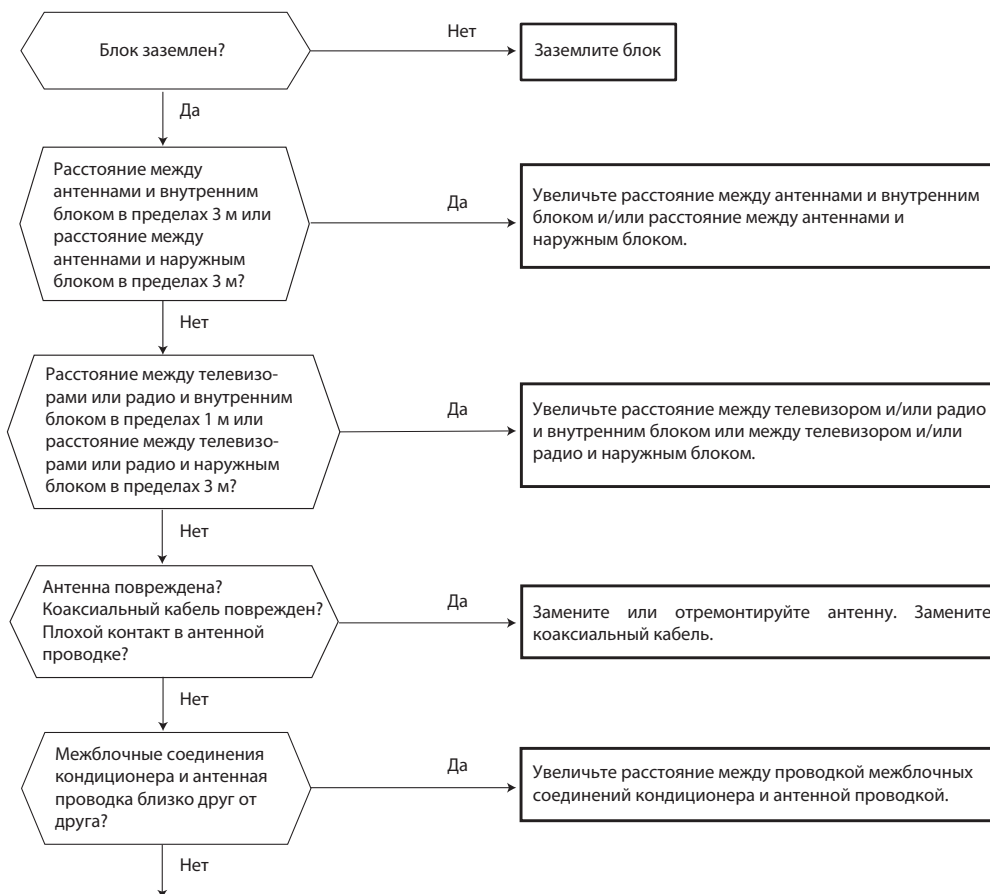 Блок заземлен?
Нет
Заземлите блок
Да
Расстояние между
антеннами и внутренним
блоком в пределах 3 м или
расстояние между
антеннами и наружным
блоком в пределах 3 м?
Да
Увеличьте расстояние между антеннами и внутренним
блоком и/или расстояние между антеннами и
наружным блоком.
Нет
Расстояние между телевизо-
рами или радио и внутренним
блоком в пределах 1 м или
расстояние между телевизо-
рами или радио и наружным
блоком в пределах 3 м?
Да
Увеличьте расстояние между телевизором и/или радио
и внутренним блоком или между телевизором и/или
радио и наружным блоком.
Нет
Антенна повреждена?
Коаксиальный кабель поврежден?
Плохой контакт в антенной
проводке?
Да
Замените или отремонтируйте антенну. Замените
коаксиальный кабель.
Нет
Межблочные соединения
кондиционера и антенная
проводка близко друг от
друга?
Да
Увеличьте расстояние между проводкой межблочных
соединений кондиционера и антенной проводкой.
Нет